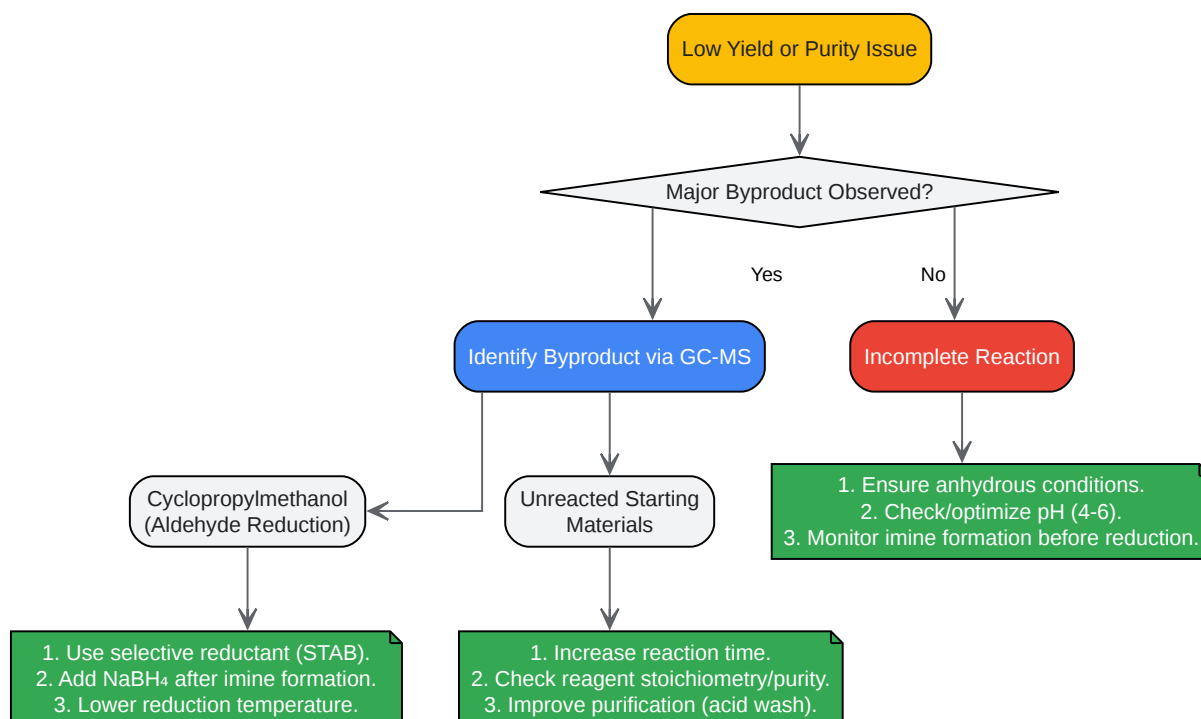 Low Yield or Purity Issue
Major Byproduct Observed?
Yes
No
Identify Byproduct via GC-MS
Incomplete Reaction
Cyclopropylmethanol
(Aldehyde Reduction)
Unreacted Starting
Materials
1. Ensure anhydrous conditions.
2. Check/optimize pH (4-6).
3. Monitor imine formation before reduction.
1. Use selective reductant (STAB).
2. Add NaBH₄ after imine formation.
3. Lower reduction temperature.
1. Increase reaction time.
2. Check reagent stoichiometry/purity.
3. Improve purification (acid wash).